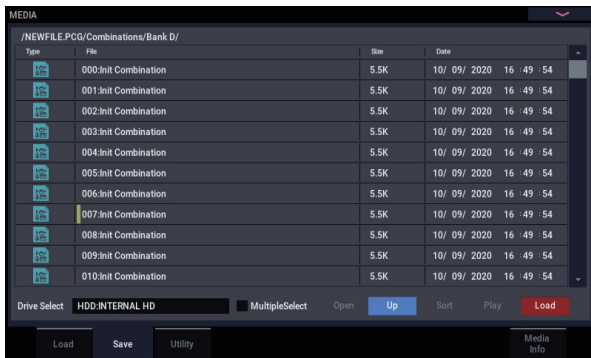 MEDIA
/NEWFILE.PCG/Combinations/Bank D/
Type File Size Date
000:Init Combination 5.5K 10/ 09/ 2020 16 :49 :54
001:Init Combination 5.5K 10/ 09/ 2020 16 :49 :54
002:Init Combination 5.5K 10/ 09/ 2020 16 :49 :54
003:Init Combination 5.5K 10/ 09/ 2020 16 :49 :54
004:Init Combination 5.5K 10/ 09/ 2020 16 :49 :54
005:Init Combination 5.5K 10/ 09/ 2020 16 :49 :54
006:Init Combination 5.5K 10/ 09/ 2020 16 :49 :54
007:Init Combination 5.5K 10/ 09/ 2020 16 :49 :54
008:Init Combination 5.5K 10/ 09/ 2020 16 :49 :54
009:Init Combination 5.5K 10/ 09/ 2020 16 :49 :54
010:Init Combination 5.5K 10/ 09/ 2020 16 :49 :54
Drive Select HDD:INTERNAL HD MultipleSelect Open Up Sort Play Load
Load Save Utility Media
Info